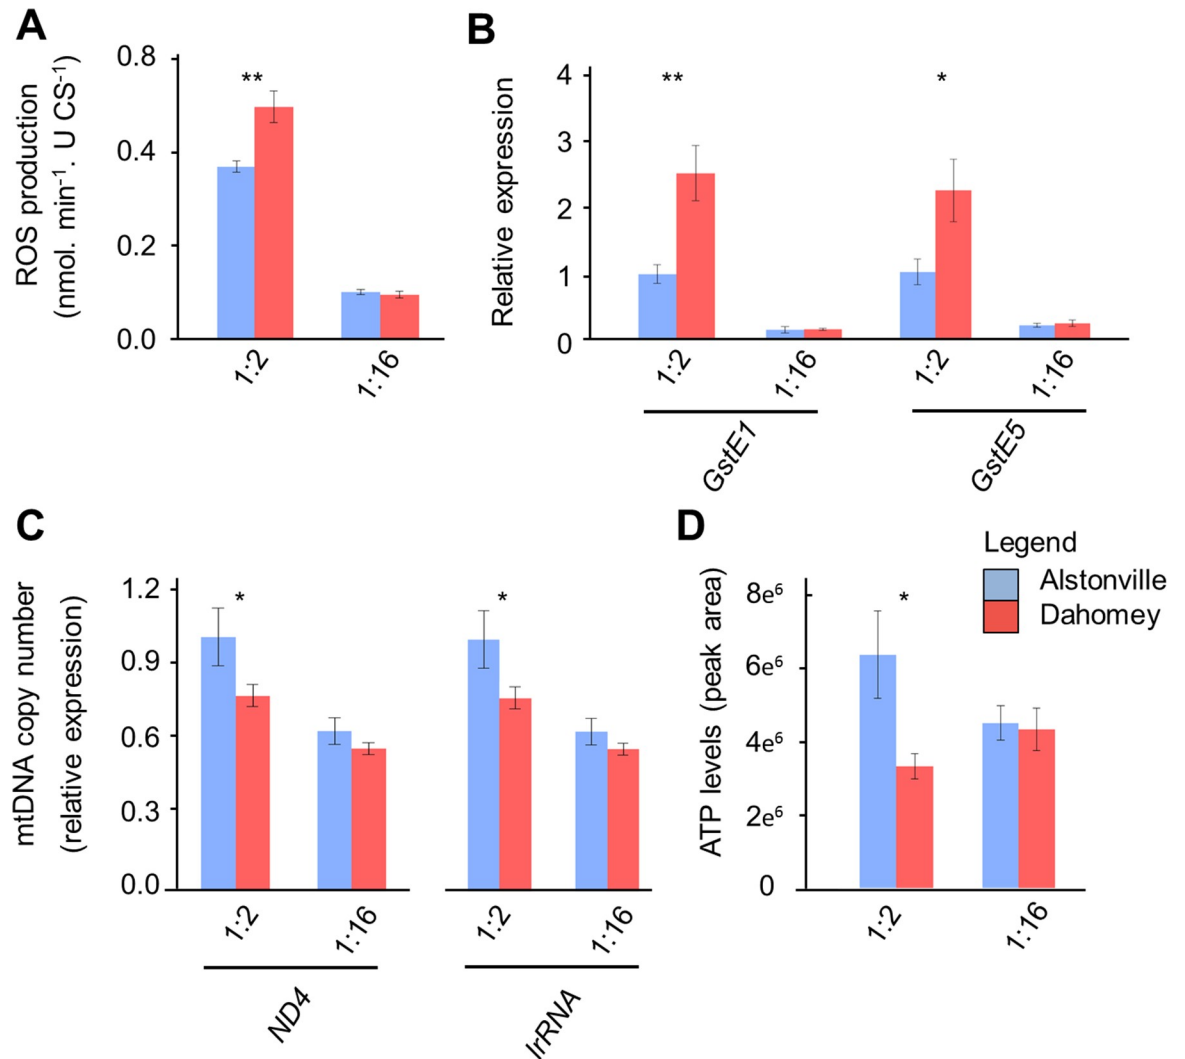 A
ROS production
(nmol. min-1. U CS-1)
0.8
0.4
0.2
0.0
**
1:2
1:16
B
Relative expression
4
3
2
1
0
**
*
1:2
1:16
1:2
1:16
GstE1
GstE5
C
mtDNA copy number
(relative expression)
1.2
0.9
0.6
0.3
0.0
*
*
1:2
1:16
1:2
1:16
ND4
lrRNA
D
ATP levels (peak area)
8e6
6e6
4e6
2e6
0
*
1:2
1:16
Legend
Alstonville
Dahomey